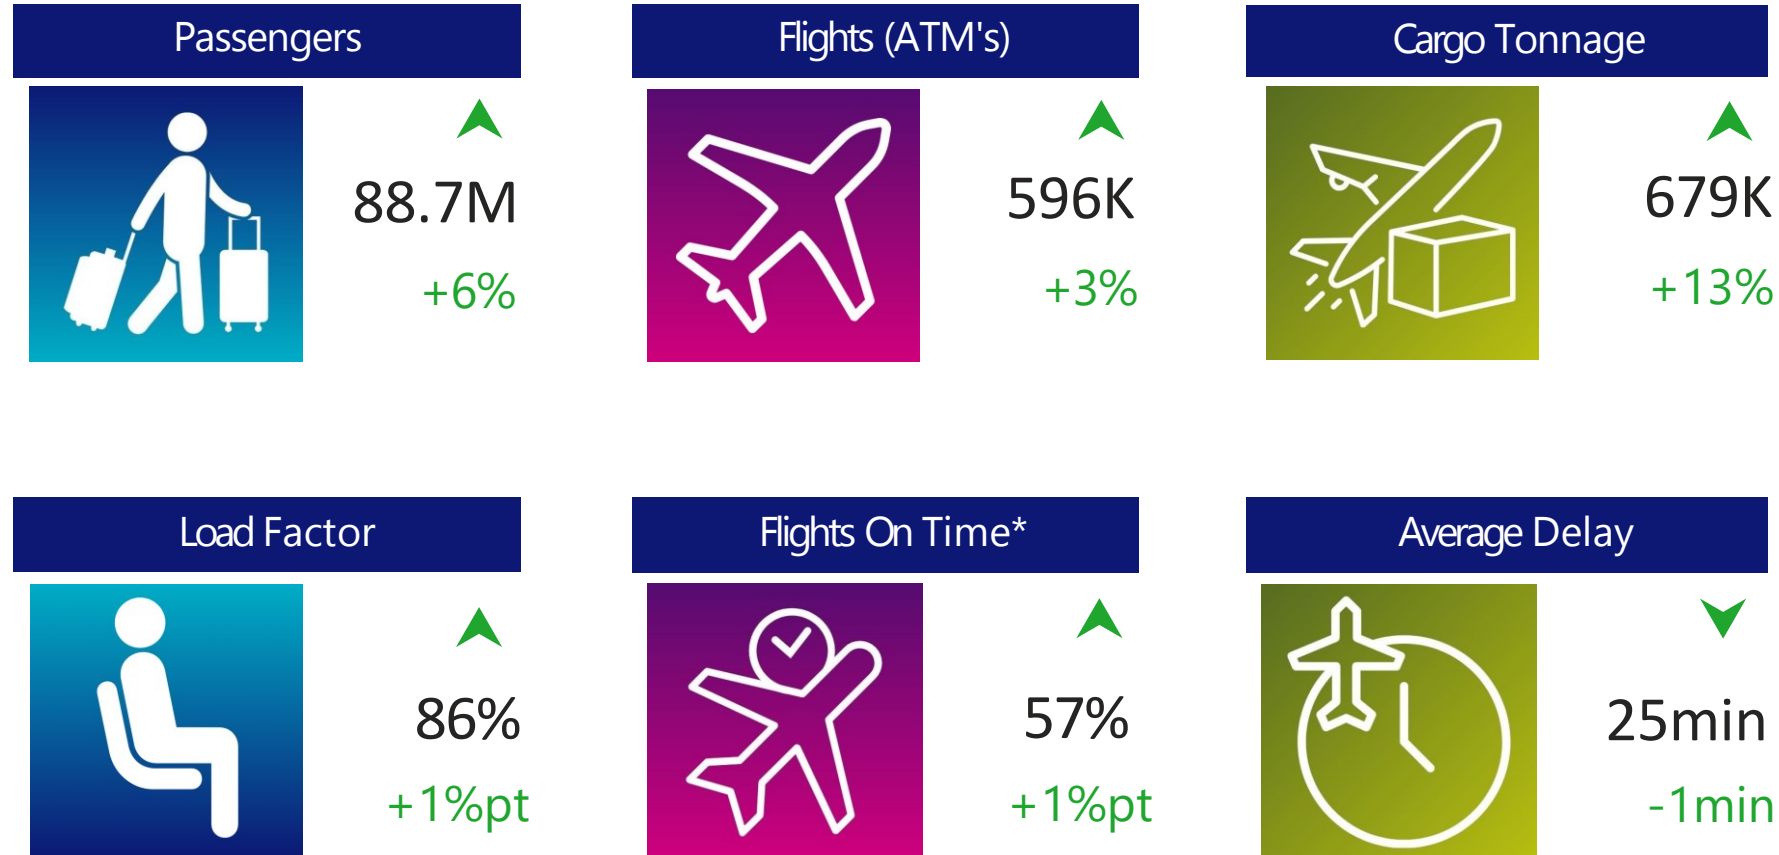 Passengers
88.7M
+6%
Flights (ATM's)
596K
+3%
Cargo Tonnage
679K
+13%
Load Factor
86%
+1%pt
Flights On Time*
57%
+1%pt
Average Delay
25min
-1min